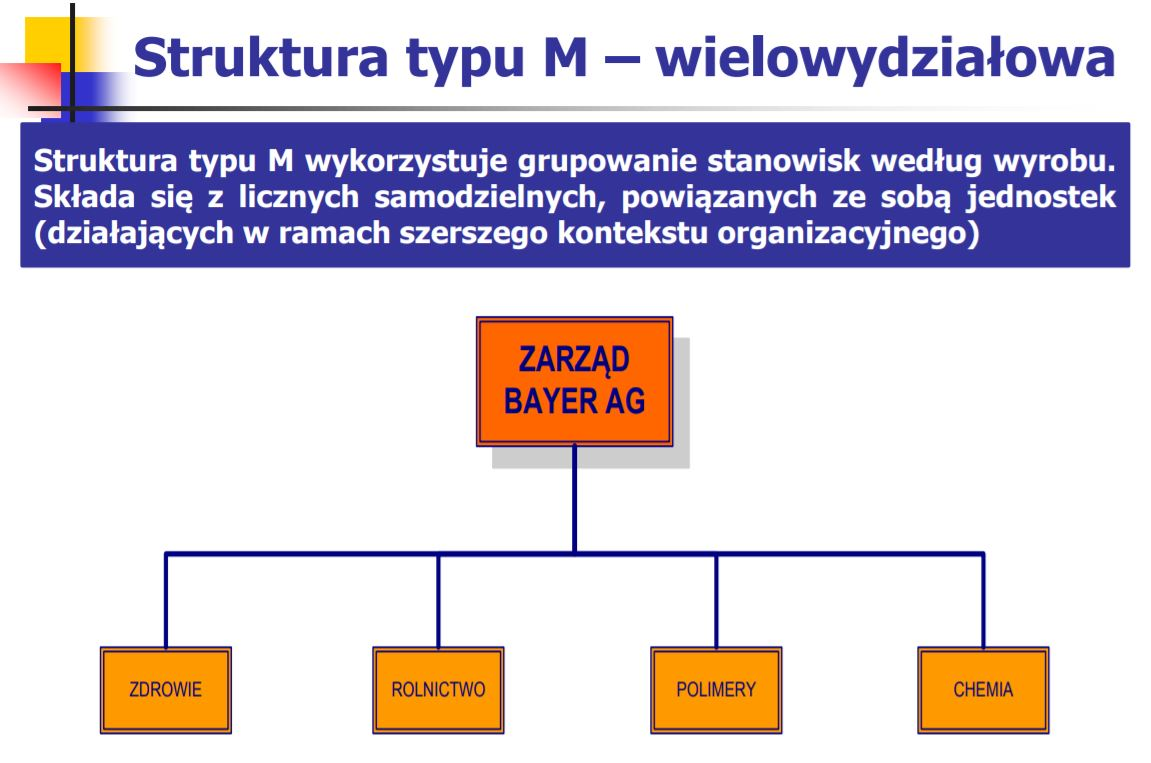 Struktura typu M – wielowydziałowa
Struktura typu M wykorzystuje grupowanie stanowisk według wyrobu.
Składa się z licznych samodzielnych, powiązanych ze sobą jednostek
(działających w ramach szerszego kontekstu organizacyjnego)
ZARZĄD
BAYER AG
ZDROWIE
ROLNICTWO
POLIMERY
CHEMIA